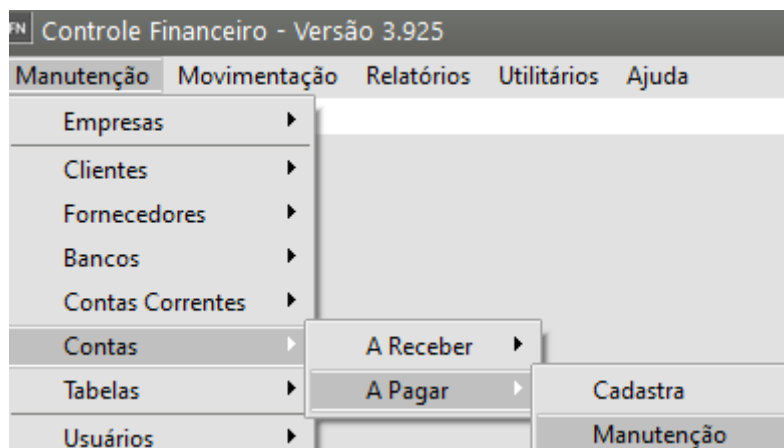 FN Controle Financeiro - Versão 3.925
Manutenção Movimentação Relatórios Utilitários Ajuda
Empresas
Clientes
Fornecedores
Bancos
Contas Correntes
Contas A Receber
Tabelas A Pagar Cadastra
Usuários Manutenção